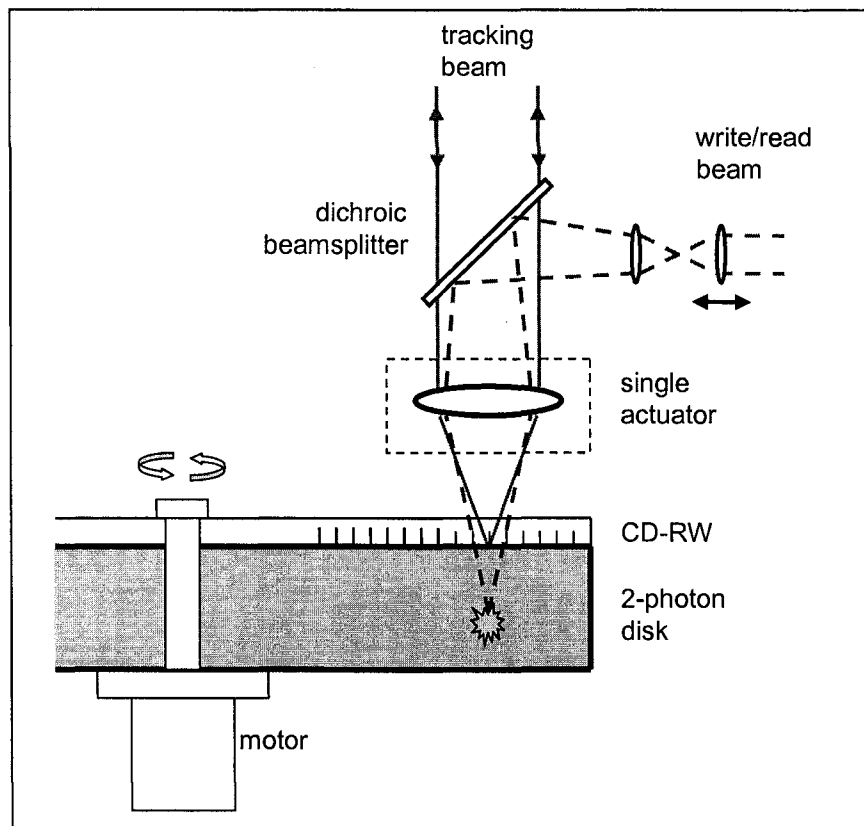 tracking
beam
write/read
beam
dichroic
beamsplitter
single
actuator
CD-RW
2-photon
disk
motor